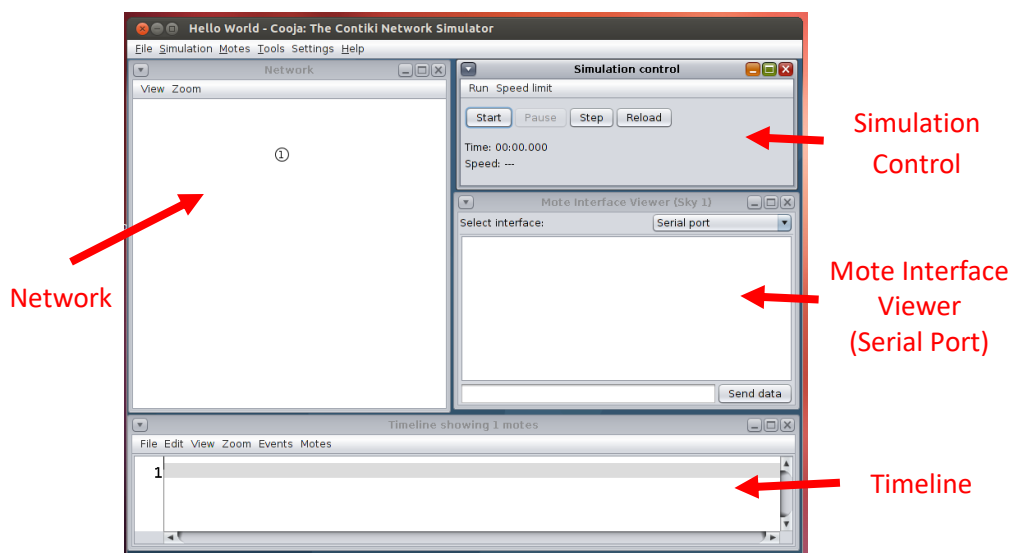 Hello World - Cooja: The Contiki Network Simulator
File Simulation Motes Tools Settings Help
Network
View Zoom
①
Simulation control
Run Speed limit
Start Pause Step Reload
Time: 00:00.000
Speed: ---
Mote Interface Viewer (Sky 1)
Select interface: Serial port
Send data
Timeline showing 1 motes
File Edit View Zoom Events Motes
1
Network
Simulation
Control
Mote Interface
Viewer
(Serial Port)
Timeline